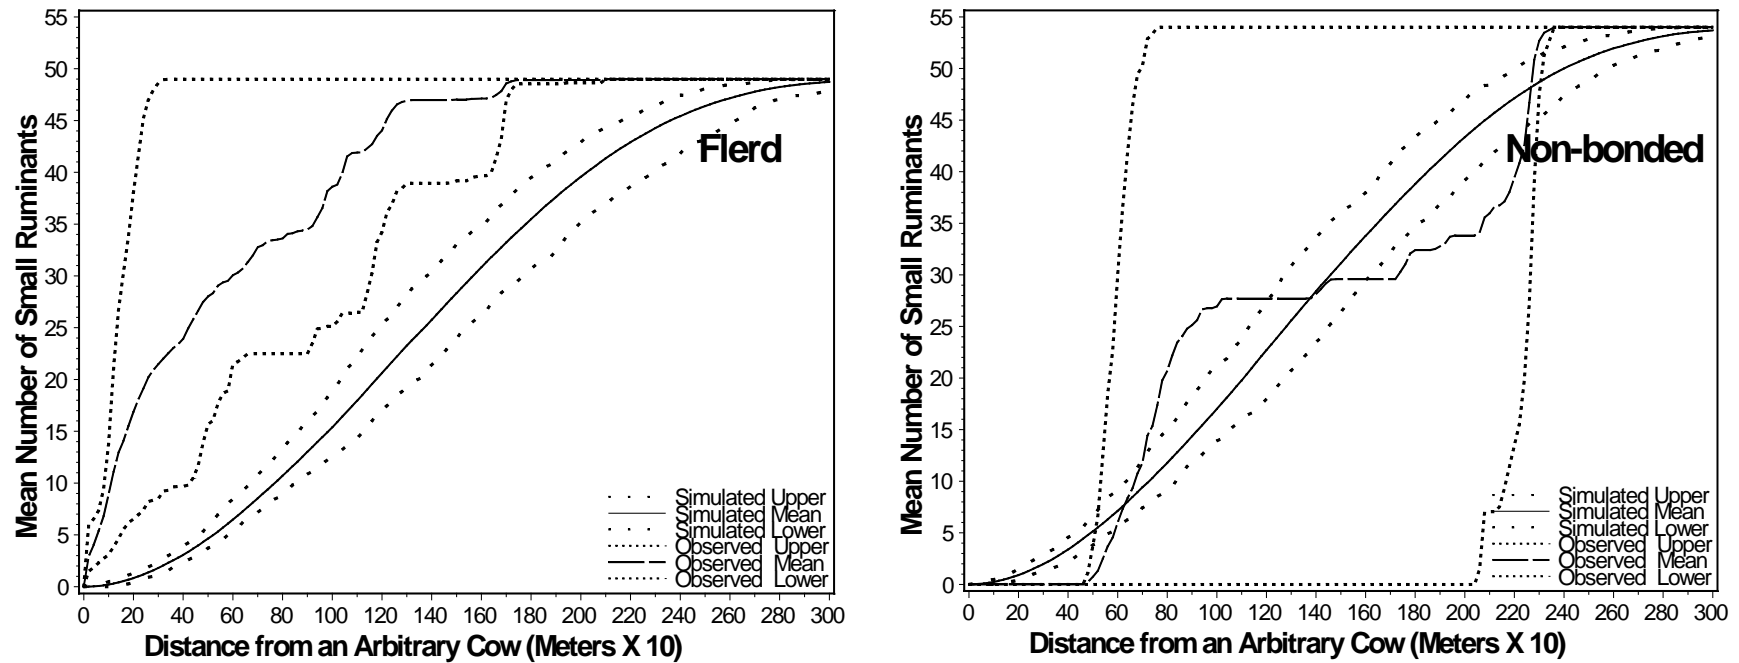 55
50
45
40
35
30
25
20
15
10
5
0
Mean Number of Small Ruminants
Flerd
Simulated Upper
Simulated Mean
Simulated Lower
Observed Upper
Observed Mean
Observed Lower
0 20 40 60 80 100 120 140 160 180 200 220 240 260 280 300
Distance from an Arbitrary Cow (Meters X 10)
55
50
45
40
35
30
25
20
15
10
5
0
Mean Number of Small Ruminants
Non-bonded
Simulated Upper
Simulated Mean
Simulated Lower
Observed Upper
Observed Mean
Observed Lower
0 20 40 60 80 100 120 140 160 180 200 220 240 260 280 300
Distance from an Arbitrary Cow (Meters X 10)